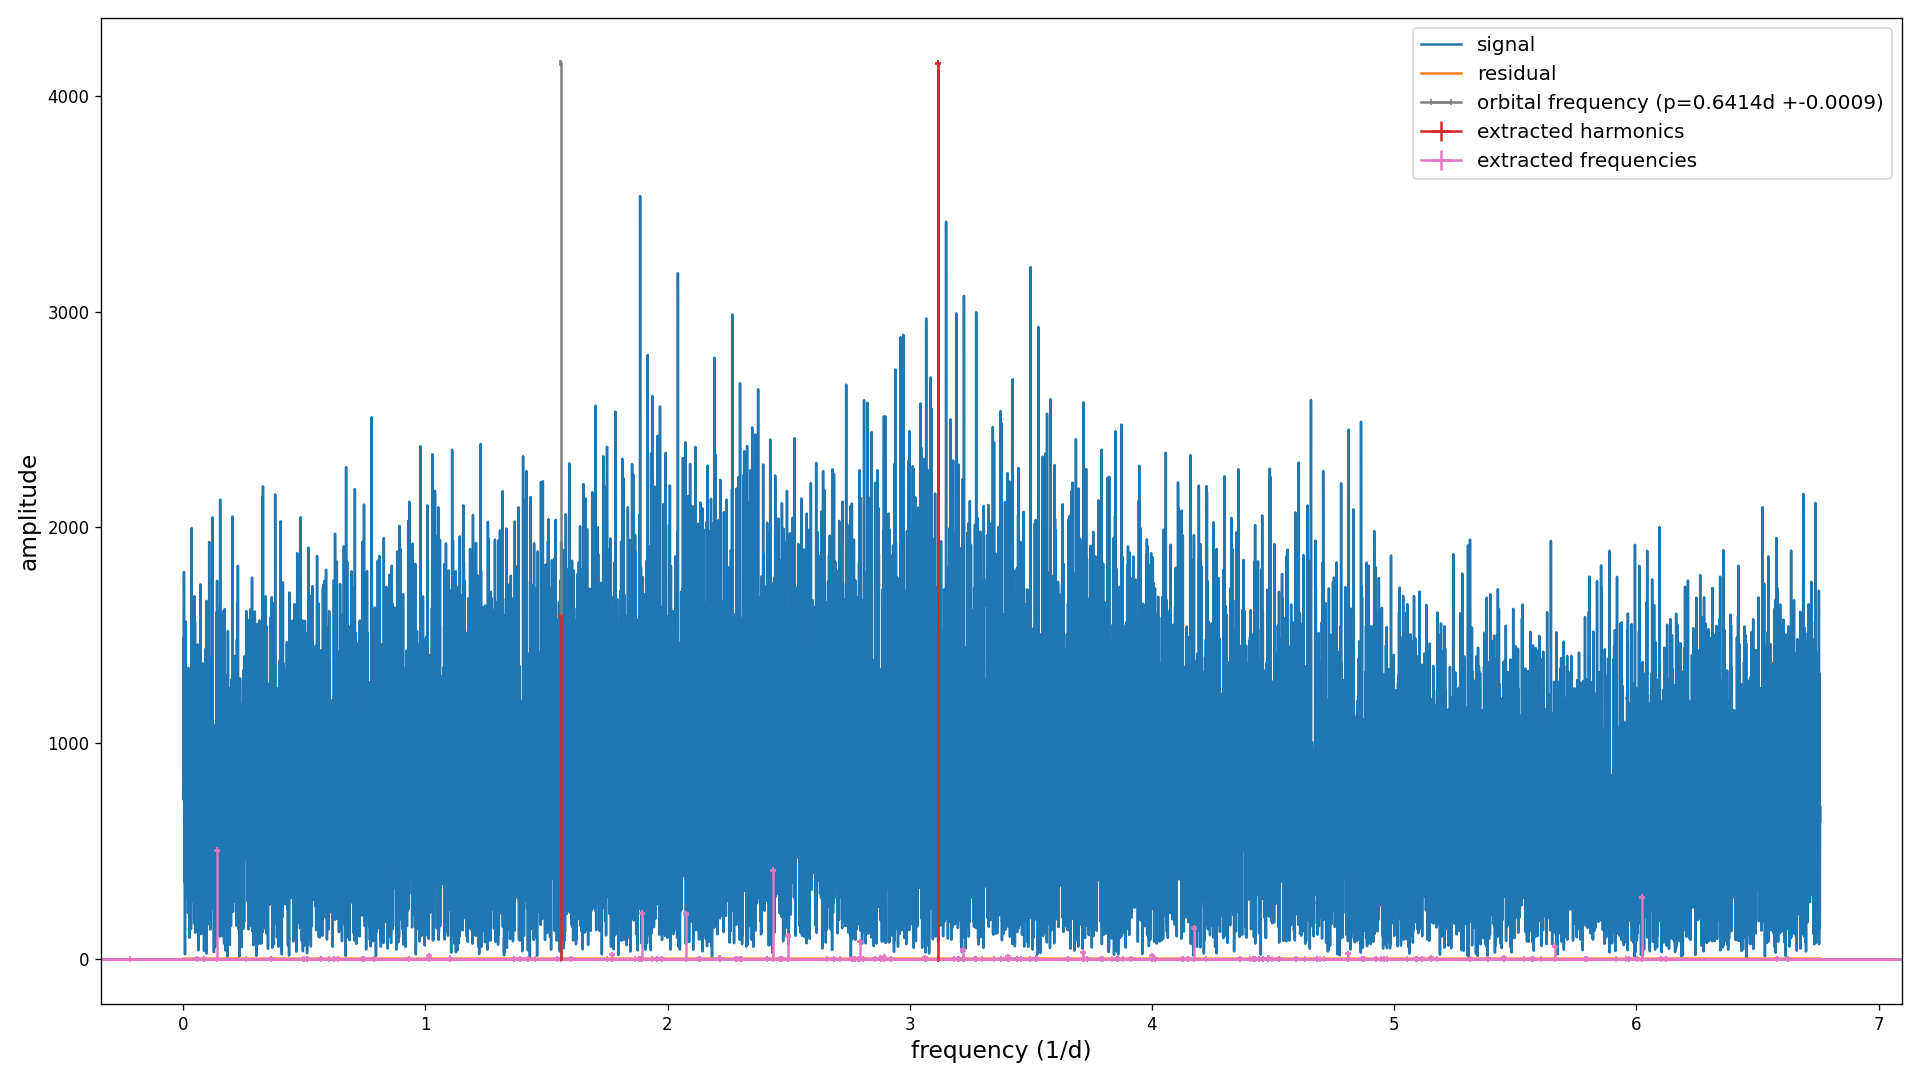 signal
residual
orbital frequency (p=0.6414d +-0.0009)
extracted harmonics
extracted frequencies
amplitude
4000
3000
2000
1000
0
0 1 2 3 4 5 6 7
frequency (1/d)